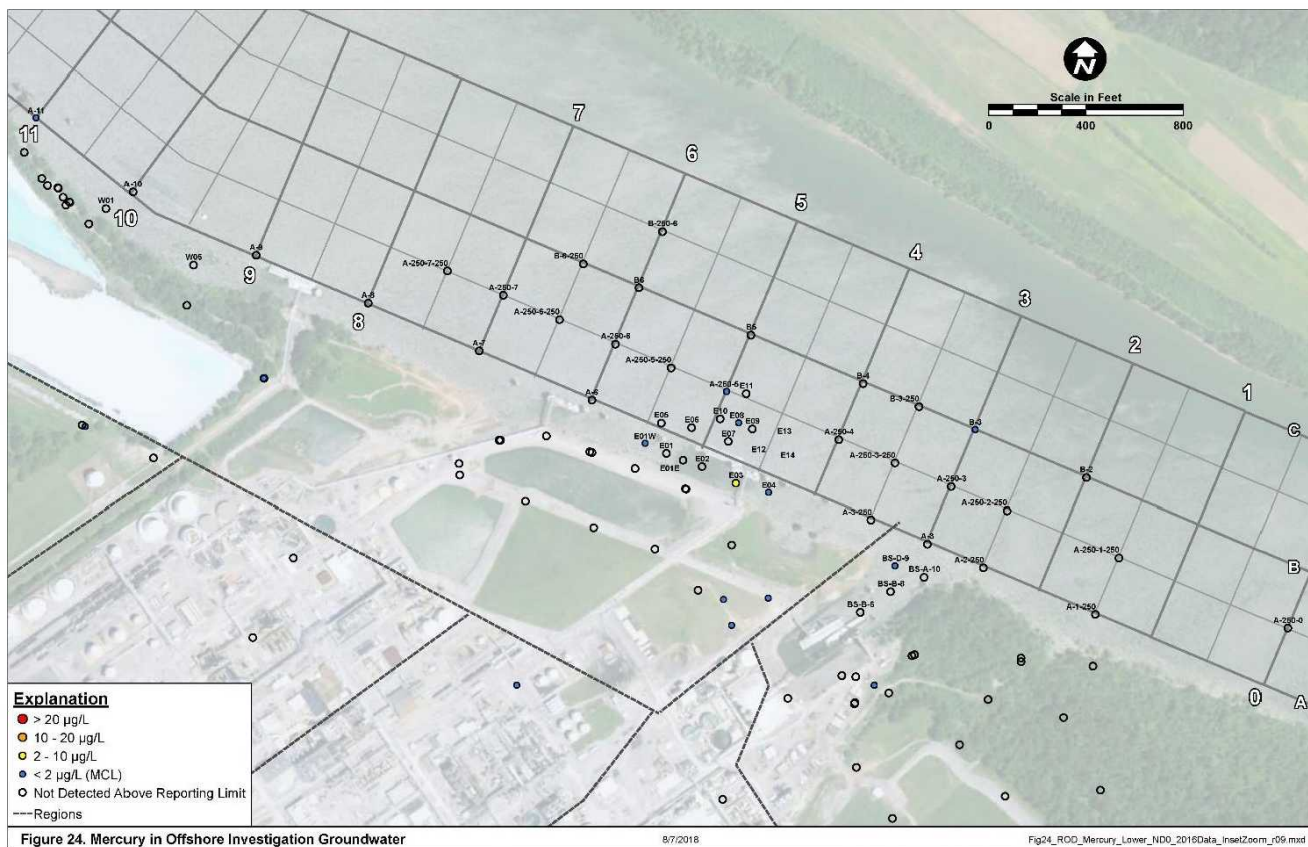 N
Scale in Feet
0 400 800
A-11
11
7
6
W01
A-10
10
5
B-250-6
W05
A-9
9
A-250-7-250
B-6-250
4
B6
3
A-8
8
A-250-7
A-250-6-250
2
A-7
A-250-6
B5
A-250-5-250
A-250-5
E11
B-4
B-3-250
1
A-6
E05
E06
E10
E08
E09
E13
B-3
C
E01W
E07
A-250-4
E01
E12
E14
A-250-3-250
E01E
E02
E03
E04
A-250-3
B-2
A-250-2-250
A-3-250
A-3
A-250-1-250
BS-D-9
BS-A-10
A-2-250
B
BS-B-8
BS-B-5
A-1-250
A-250-0
0
A
Explanation
> 20 µg/L
10 - 20 µg/L
2 - 10 µg/L
< 2 µg/L (MCL)
Not Detected Above Reporting Limit
Regions
Figure 24. Mercury in Offshore Investigation Groundwater
8/7/2018
Fig24_ROD_Mercury_Lower_ND0_2016Data_InsetZoom_r09.mxd